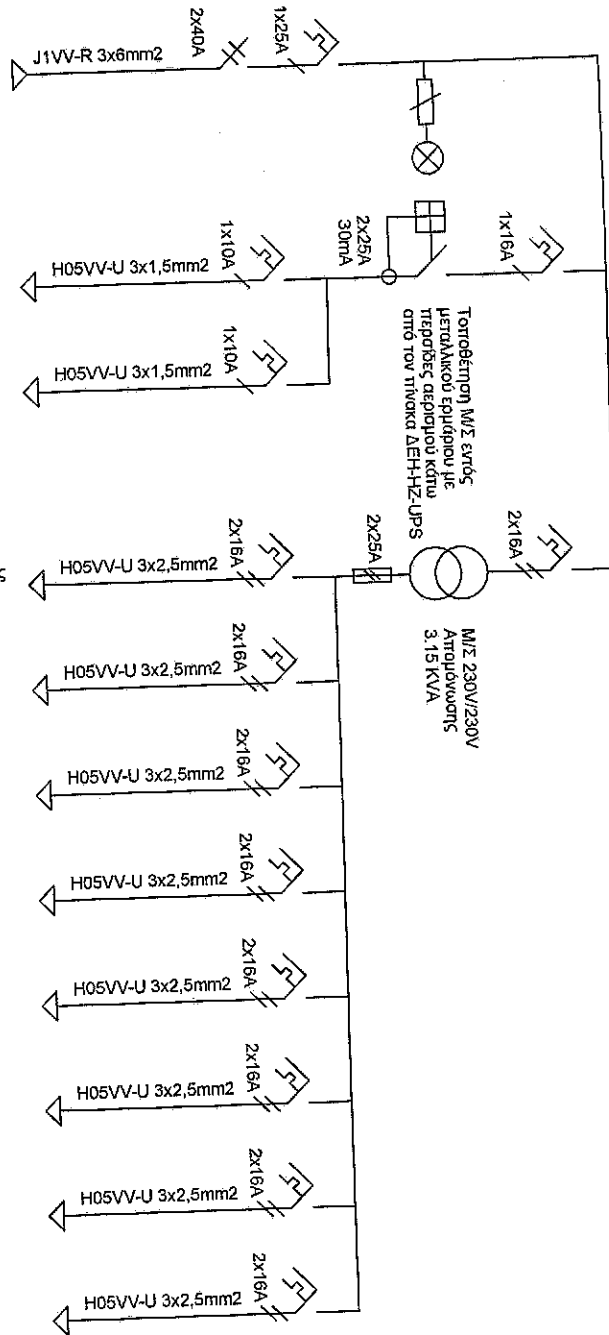 J1VV-R 3x6mm2
2x40A
1x25A
2x25A
30mA
1x16A
1x10A
H05VV-U 3x1,5mm2
1x10A
H05VV-U 3x1,5mm2
Τοποθέτηση Μ/Σ εντός
μεταλλικού ερμάριου με
περσίδες αερισμού κάτω
από τον πίνακα ΔΕΗ-ΗΖ-UPS
2x16A
Μ/Σ 230V/230V
Απομόνωσης
3.15 KVA
2x25A
2x16A
H05VV-U 3x2,5mm2
2x16A
H05VV-U 3x2,5mm2
2x16A
H05VV-U 3x2,5mm2
2x16A
H05VV-U 3x2,5mm2
2x16A
H05VV-U 3x2,5mm2
2x16A
H05VV-U 3x2,5mm2
2x16A
H05VV-U 3x2,5mm2
2x16A
H05VV-U 3x2,5mm2
ς